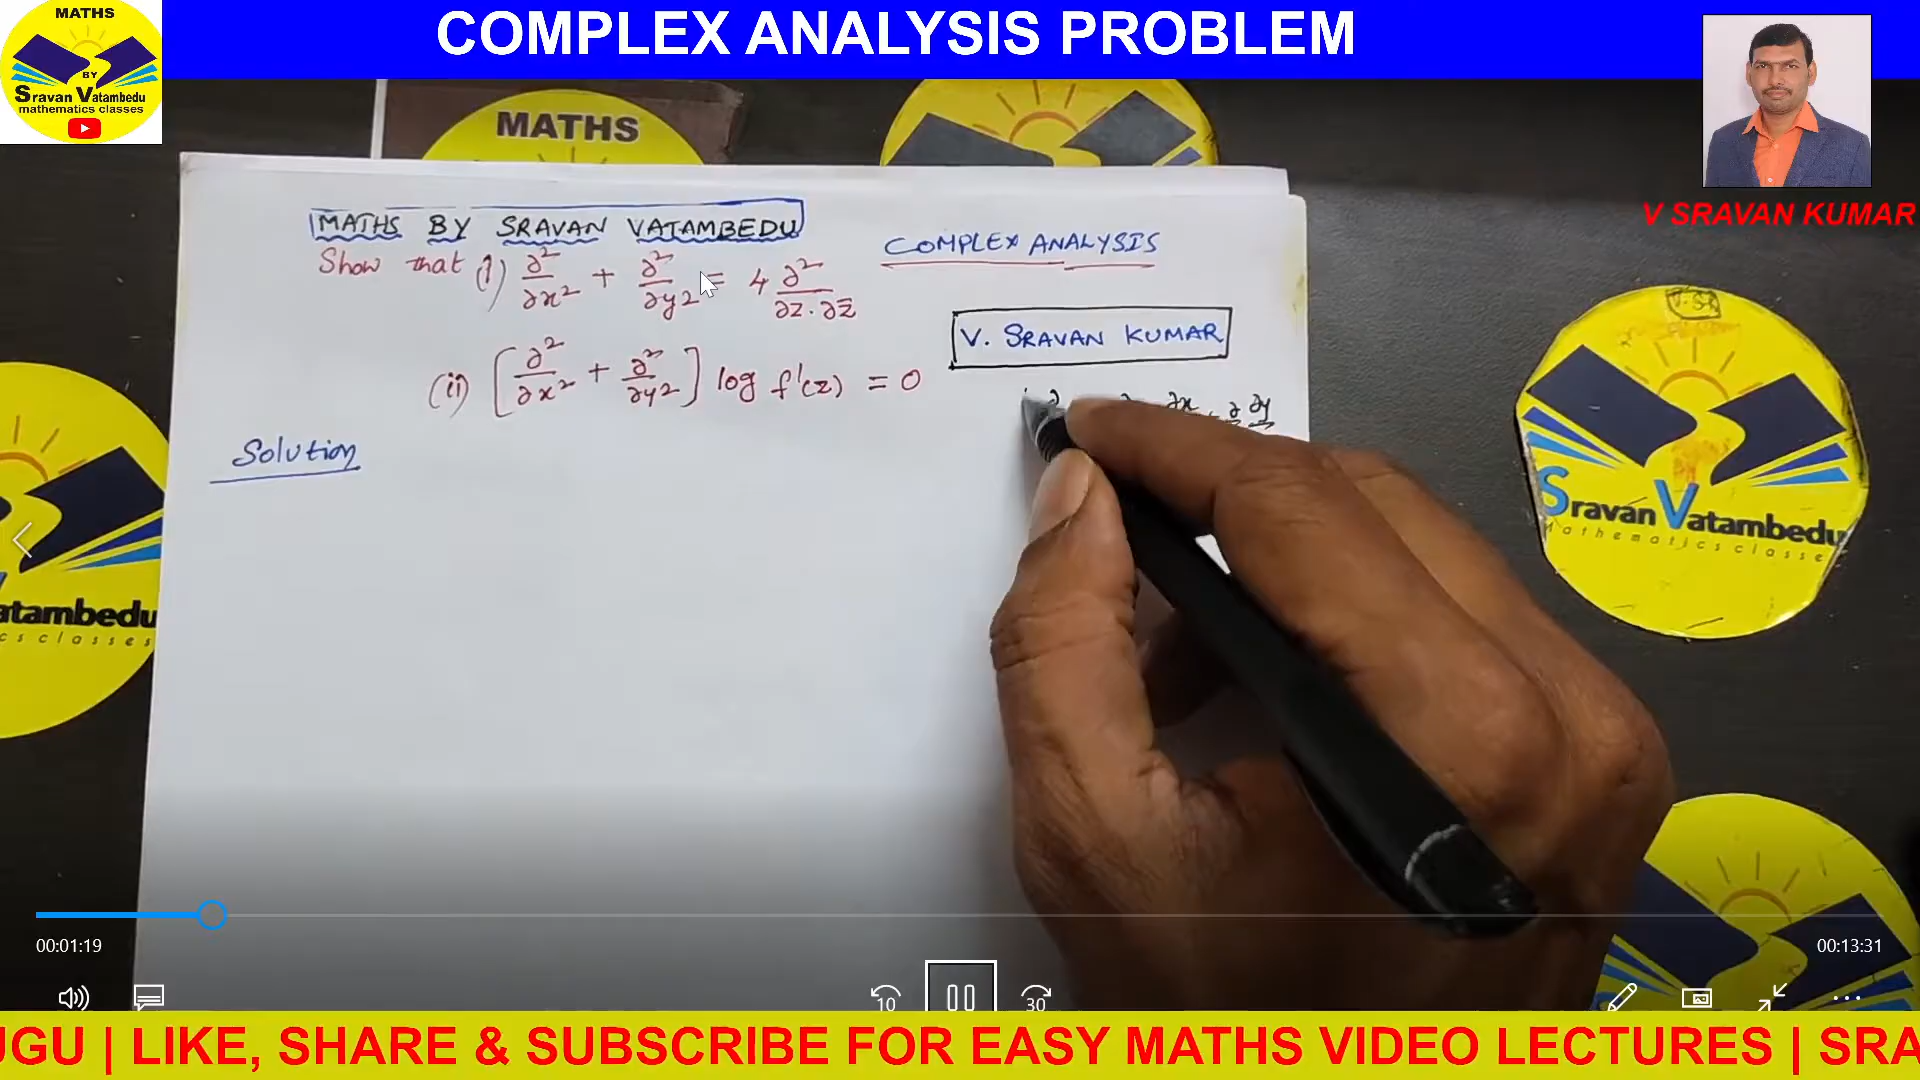 MATHS
BY
Sravan Vatambedu
mathematics classes
COMPLEX ANALYSIS PROBLEM
V SRAVAN KUMAR
MATHS
MATHS BY SRAVAN VATAMBEDU
COMPLEX ANALYSIS
Show that (i) ∂²/∂x² + ∂²/∂y² = 4 ∂²/∂z·∂z̅
V. SRAVAN KUMAR
(ii) [∂²/∂x² + ∂²/∂y²] log f'(z) = 0
∂x ∂ ∂y
Solution
Sravan Vatambedu
Mathematics classes
atambedu
cs classes
00:01:19
00:13:31
10
30
UGU | LIKE, SHARE & SUBSCRIBE FOR EASY MATHS VIDEO LECTURES | SRA